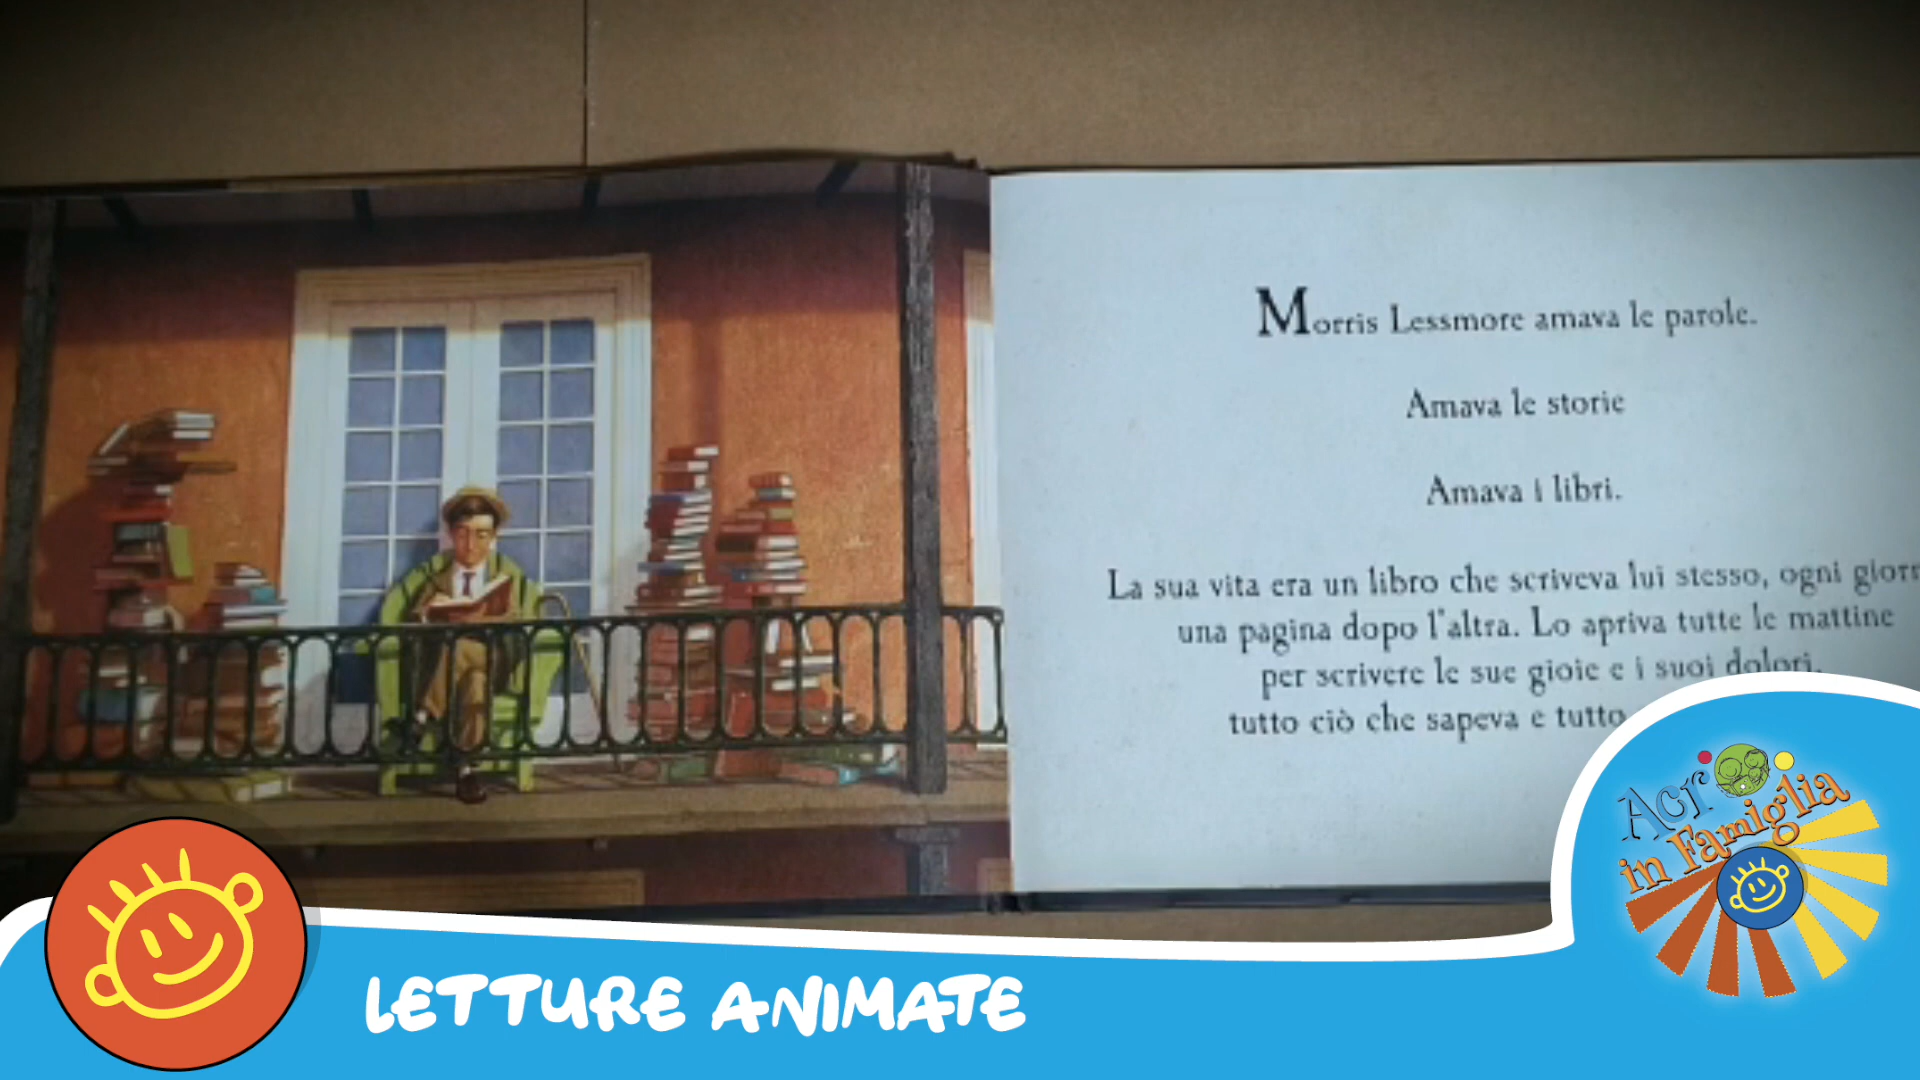 Morris Lessmore amava le parole.
Amava le storie
Amava i libri.
La sua vita era un libro che scriveva lui stesso, ogni
una pagina dopo l'altra. Lo apriva tutte le mattine
per scrivere le sue gioie e i suoi dolori,
tutto ciò che sapeva e tutto
Acr
in Famiglia
LETTURE ANIMATE